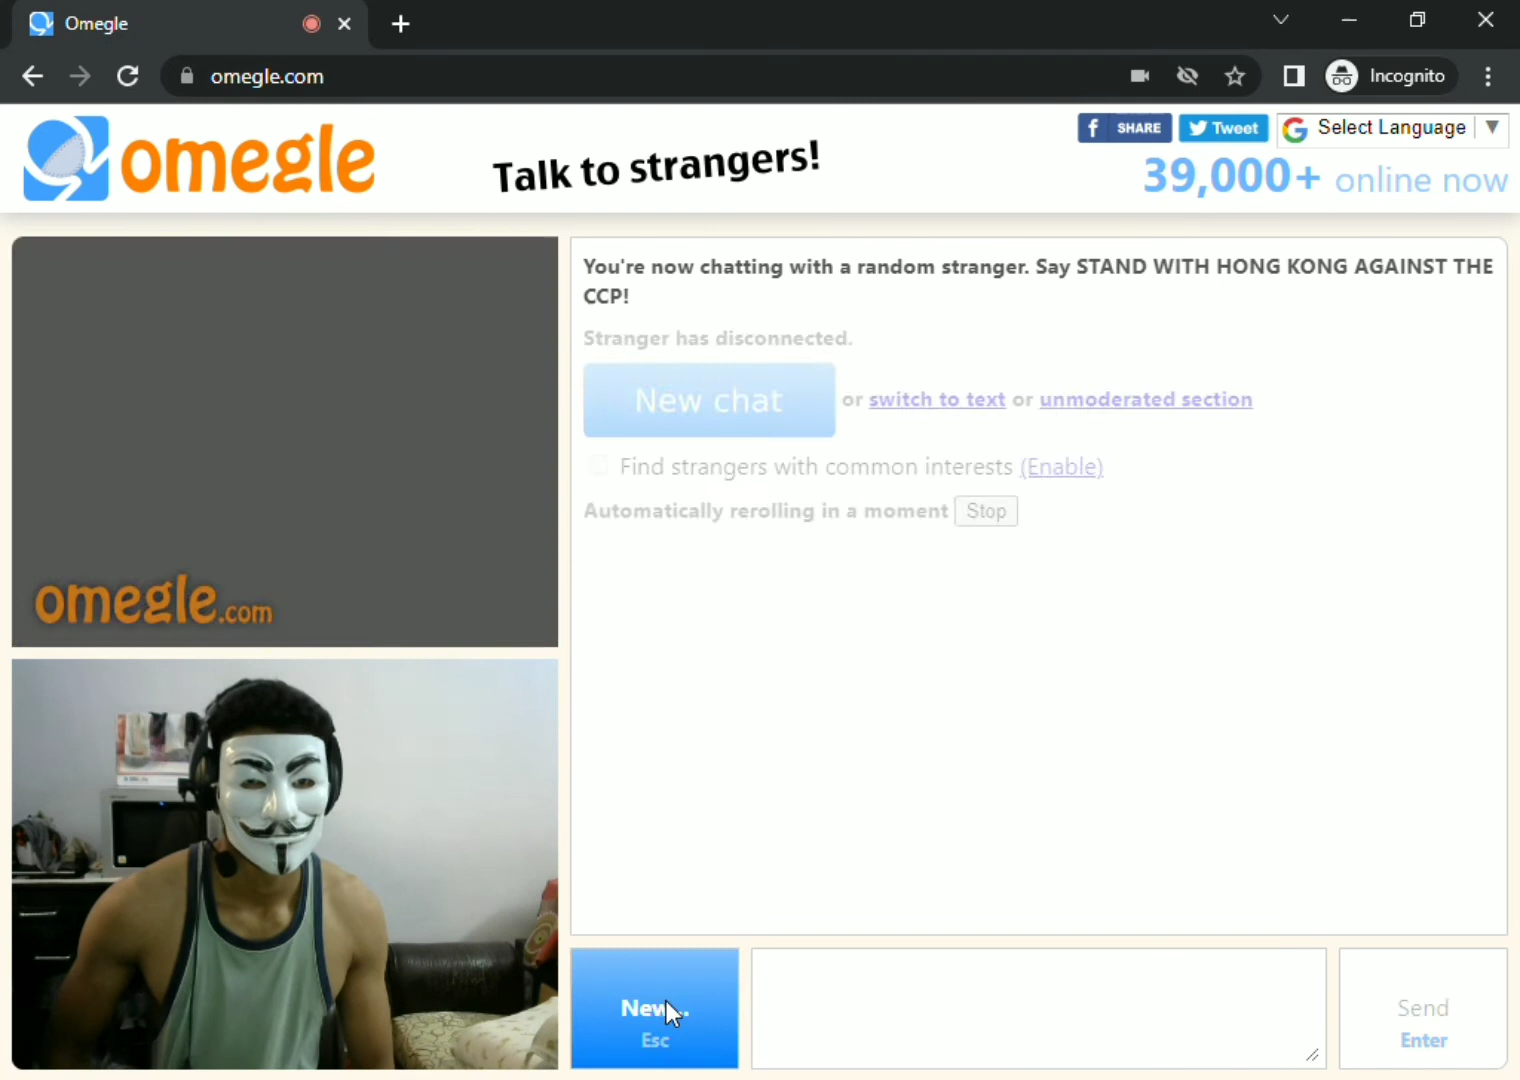 Omegle
omegle.com
Incognito
omegle
Talk to strangers!
f SHARE
Tweet
G Select Language
39,000+ online now
You're now chatting with a random stranger. Say STAND WITH HONG KONG AGAINST THE
CCP!
Stranger has disconnected.
New chat or switch to text or unmoderated section
Find strangers with common interests (Enable)
Automatically rerolling in a moment Stop
omegle.com
Esc
Send
Enter